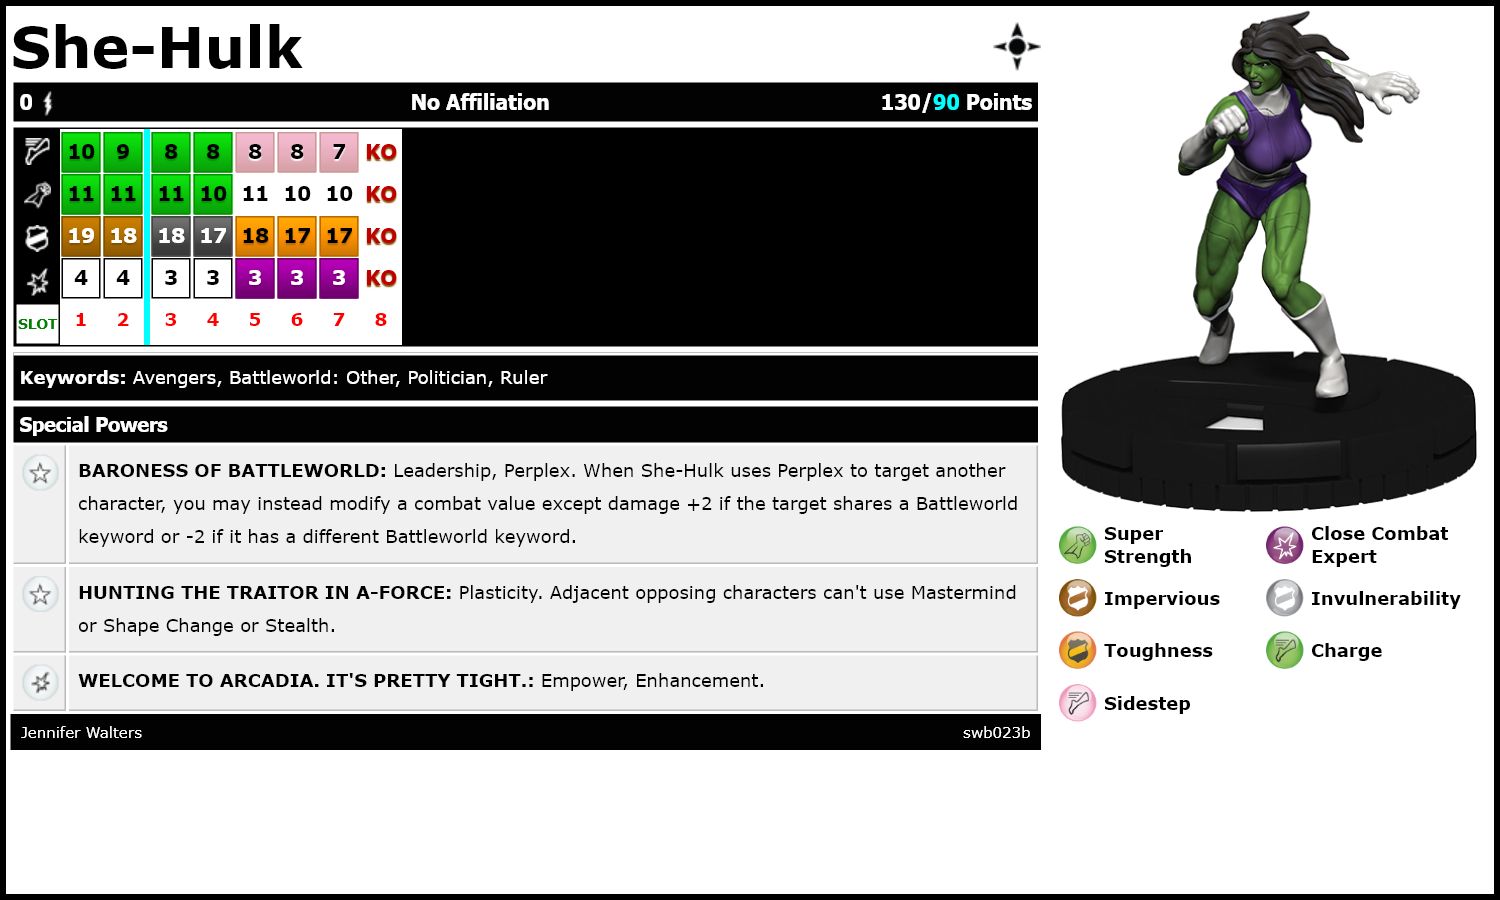 She-Hulk
0 No Affiliation 130/90 Points
10 9 8 8 8 8 7 KO
11 11 11 10 11 10 10 KO
19 18 18 17 18 17 17 KO
4 4 3 3 3 3 3 KO
SLOT 1 2 3 4 5 6 7 8
Keywords: Avengers, Battleworld: Other, Politician, Ruler
Special Powers
BARONESS OF BATTLEWORLD: Leadership, Perplex. When She-Hulk uses Perplex to target another
character, you may instead modify a combat value except damage +2 if the target shares a Battleworld
keyword or -2 if it has a different Battleworld keyword.
HUNTING THE TRAITOR IN A-FORCE: Plasticity. Adjacent opposing characters can't use Mastermind
or Shape Change or Stealth.
WELCOME TO ARCADIA. IT'S PRETTY TIGHT.: Empower, Enhancement.
Jennifer Walters swb023b
Super
Strength
Close Combat
Expert
Impervious
Invulnerability
Toughness
Charge
Sidestep